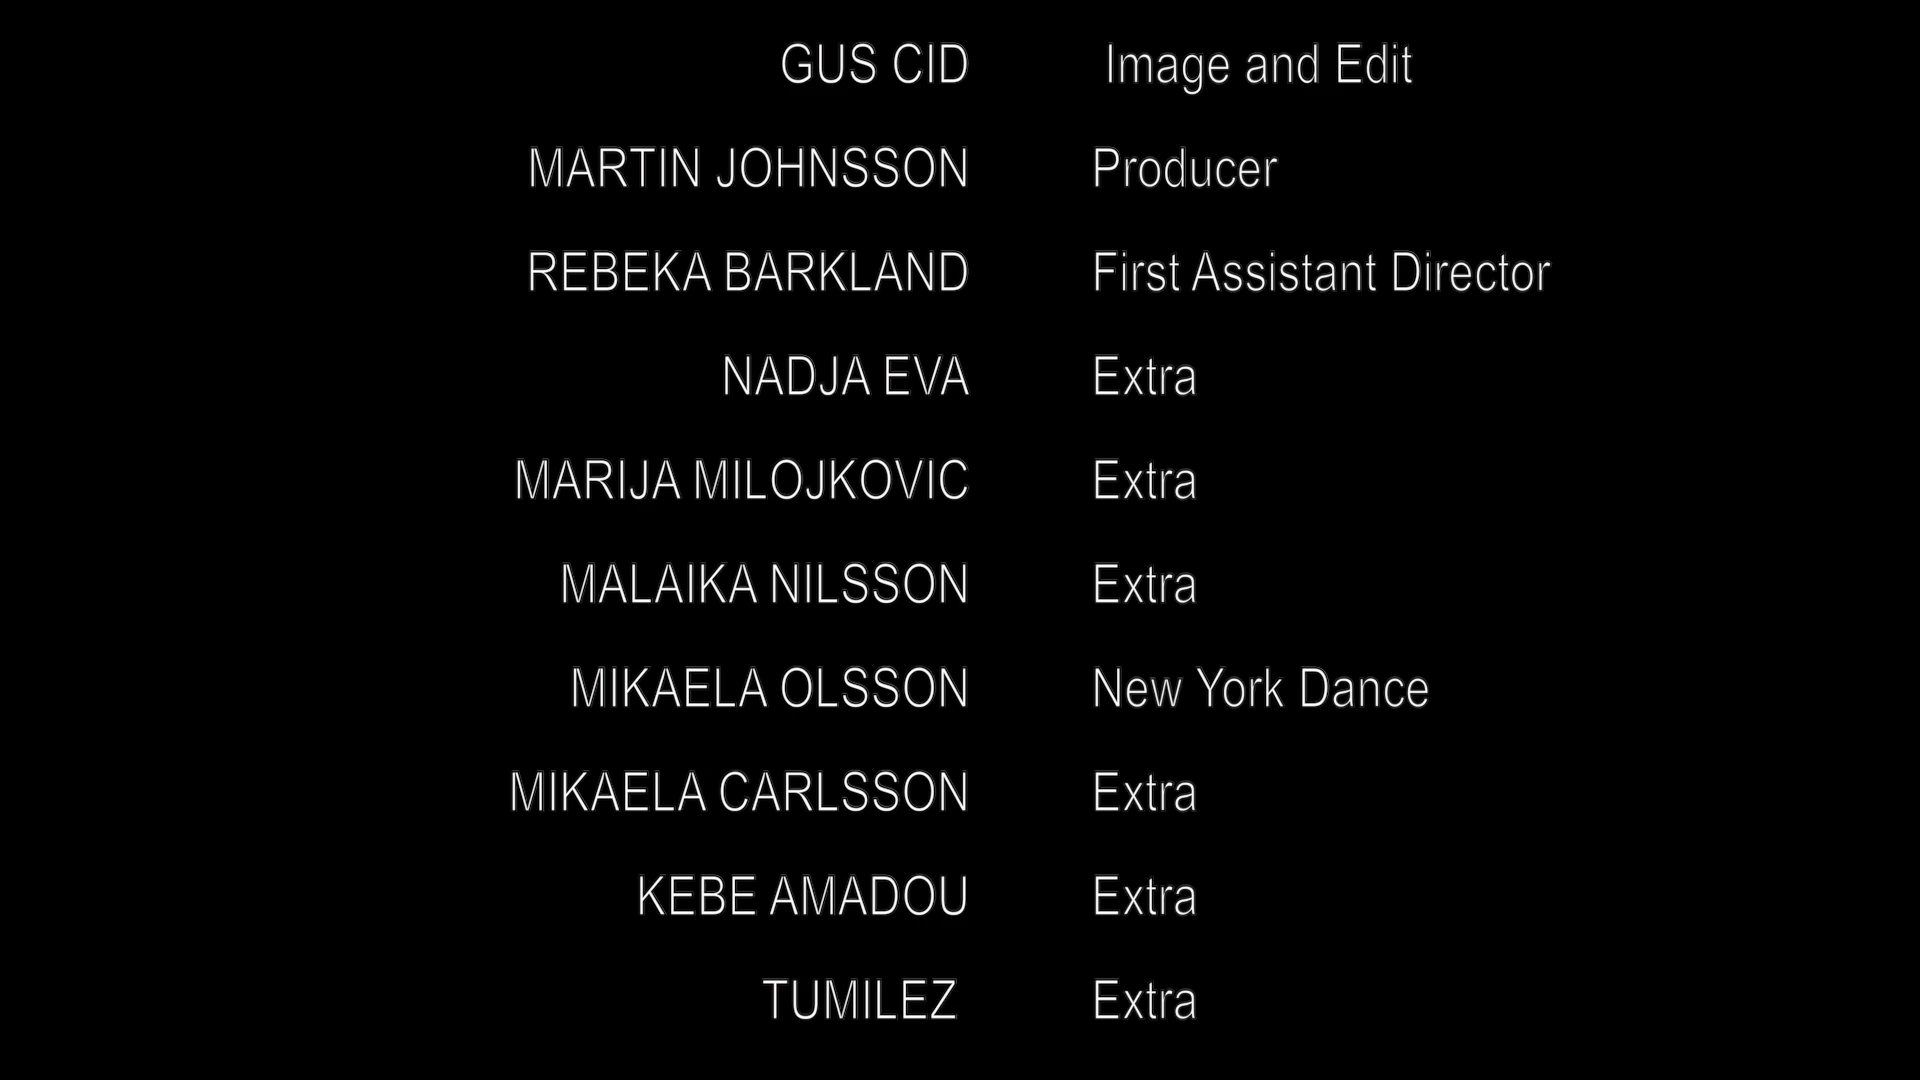 GUS CID Image and Edit
MARTIN JOHNSSON Producer
REBEKA BARKLAND First Assistant Director
NADJA EVA Extra
MARIJA MILOJKOVIC Extra
MALAIKA NILSSON Extra
MIKAELA OLSSON New York Dance
MIKAELA CARLSSON Extra
KEBE AMADOU Extra
TUMILEZ Extra